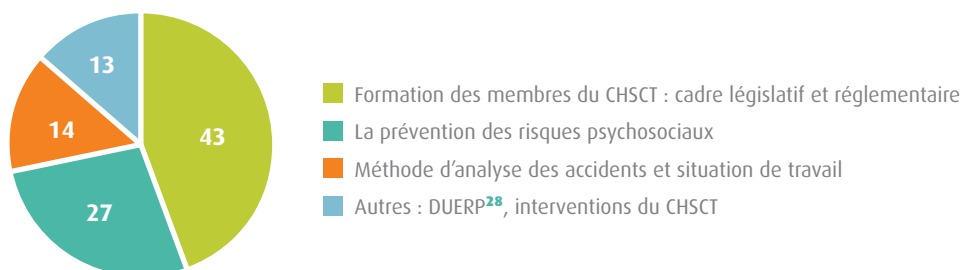 13
43
14
27
Formation des membres du CHSCT : cadre législatif et réglementaire
La prévention des risques psychosociaux
Méthode d'analyse des accidents et situation de travail
Autres : DUERP28, interventions du CHSCT